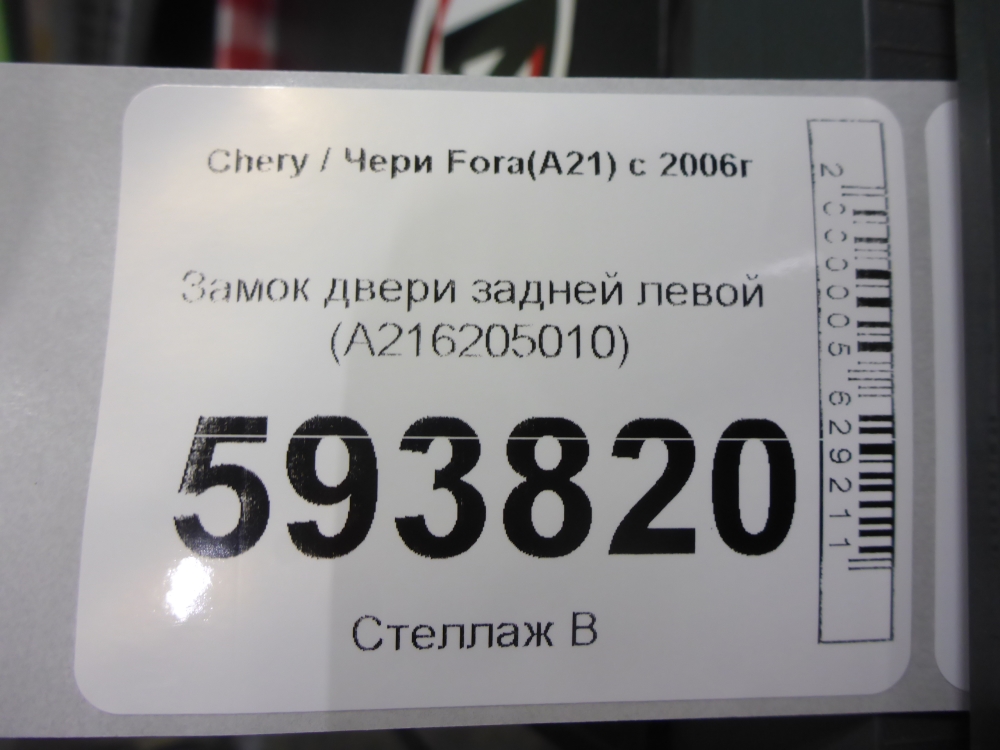 Chery / Чери Fora(A21) с 2006г
Замок двери задней левой
(A216205010)
593820
Стеллаж В
2000005629211